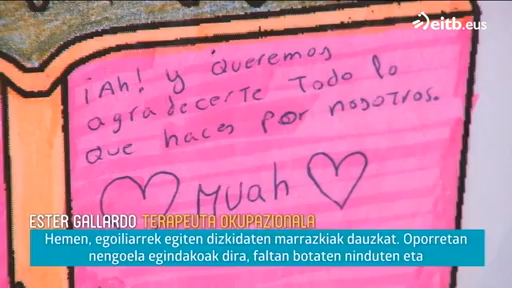 eitb.eus
¡Ah! y queremos
agradecerte todo lo
que haces por nosotros.
MUAH
ESTER GALLARDO TERAPEUTA OKUPAZIONALA
Hemen, egoiliarrek egiten dizkidaten marrazkiak dauzkat. Oporretan
nengoela egindakoak dira, faltan botaten ninduten eta